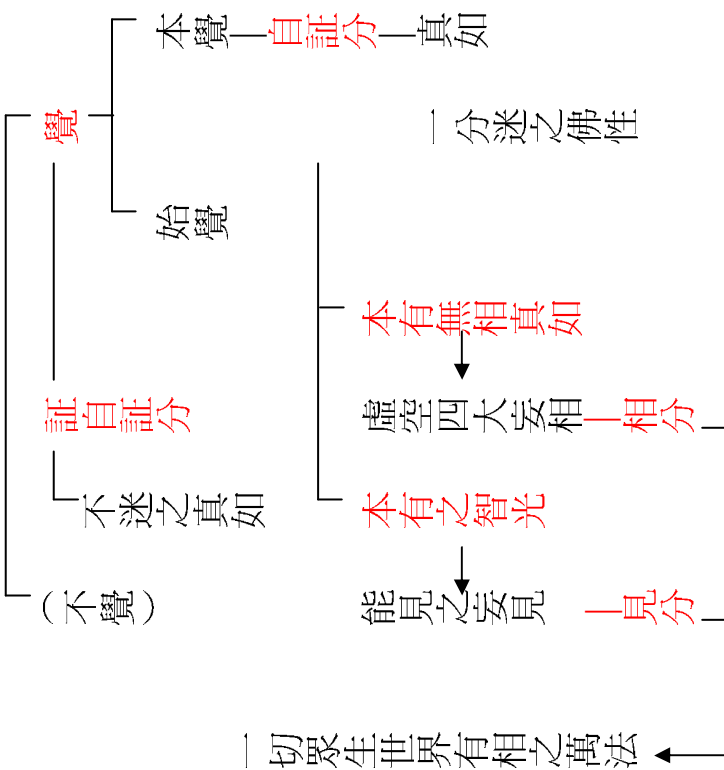 本覺—自証分—真如
覺
一分迷之佛性
始覺
本有無相真如
証自証分
虛空四大妄相—相分
不迷之真如
本有之智光
(不覺)
能見之妄見 —見分
一切眾生世界有相之萬法